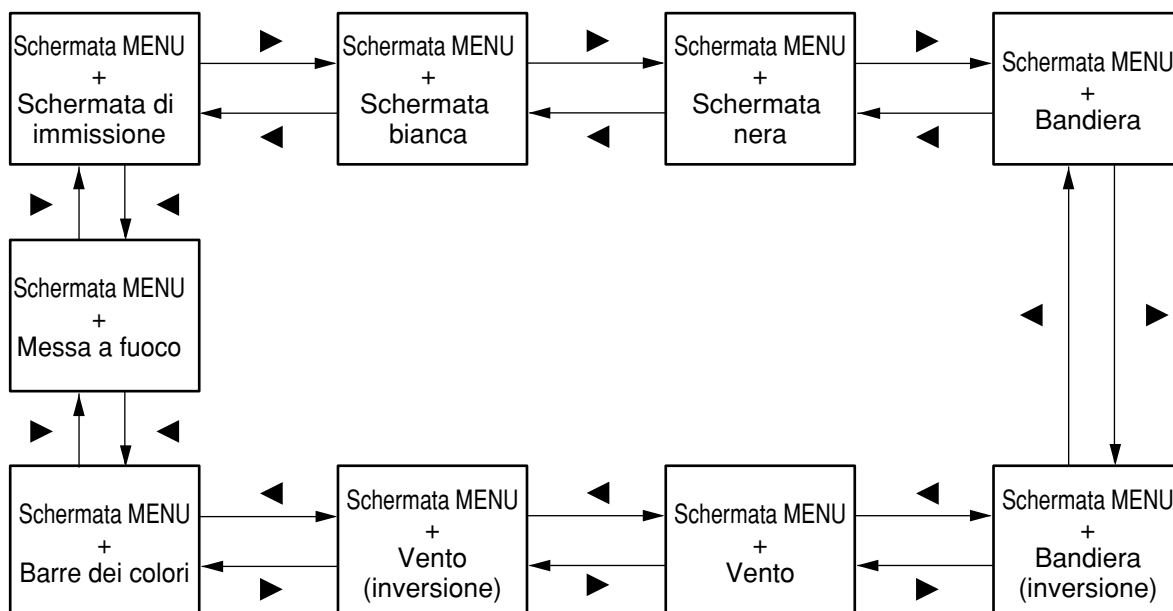 Schermata MENU
+
Schermata di
immissione
Schermata MENU
+
Schermata
bianca
Schermata MENU
+
Schermata
nera
Schermata MENU
+
Bandiera
Schermata MENU
+
Messa a fuoco
Schermata MENU
+
Barre dei colori
Schermata MENU
+
Vento
(inversione)
Schermata MENU
+
Vento
Schermata MENU
+
Bandiera
(inversione)